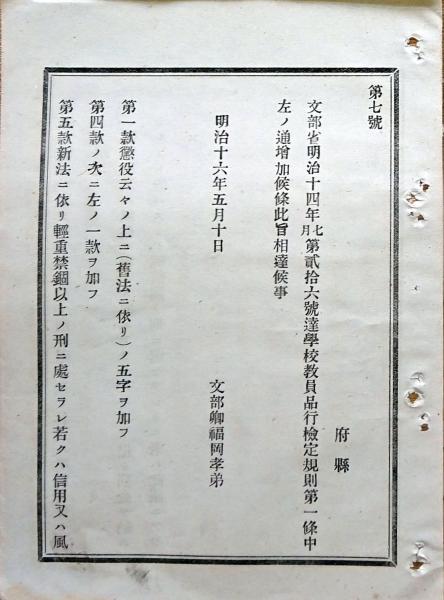 第七號
府縣
文部省明治十四年七月第貳拾六號達學校教員品行檢定規則第一條中
左ノ通增加候條此旨相達候事
明治十六年五月十日
文部卿福岡孝弟
第一款懲役云々ノ上ニ(舊法ニ依リ)ノ五字ヲ加フ
第四款ノ次ニ左ノ一款ヲ加フ
第五款新法ニ依リ輕重禁錮以上ノ刑ニ處セラレ若クハ信用又ハ風